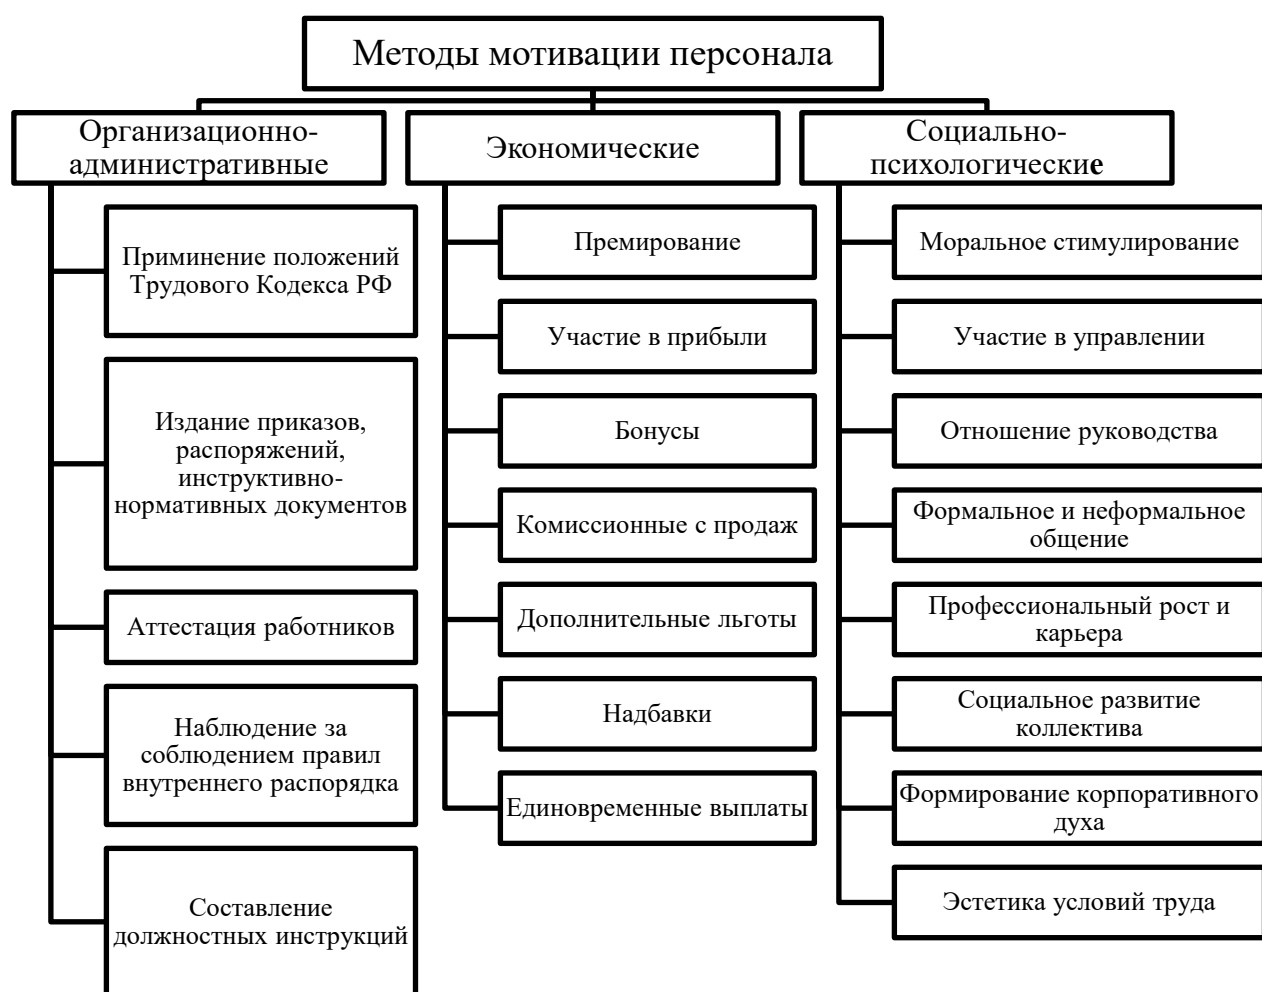 Методы мотивации персонала
Организационно-
административные
Приминение положений
Трудового Кодекса РФ
Издание приказов,
распоряжений,
инструктивно-
нормативных документов
Аттестация работников
Наблюдение за
соблюдением правил
внутреннего распорядка
Составление
должностных инструкций
Экономические
Премирование
Участие в прибыли
Бонусы
Комиссионные с продаж
Дополнительные льготы
Надбавки
Единовременные выплаты
Социально-
психологические
Моральное стимулирование
Участие в управлении
Отношение руководства
Формальное и неформальное
общение
Профессиональный рост и
карьера
Социальное развитие
коллектива
Формирование корпоративного
духа
Эстетика условий труда